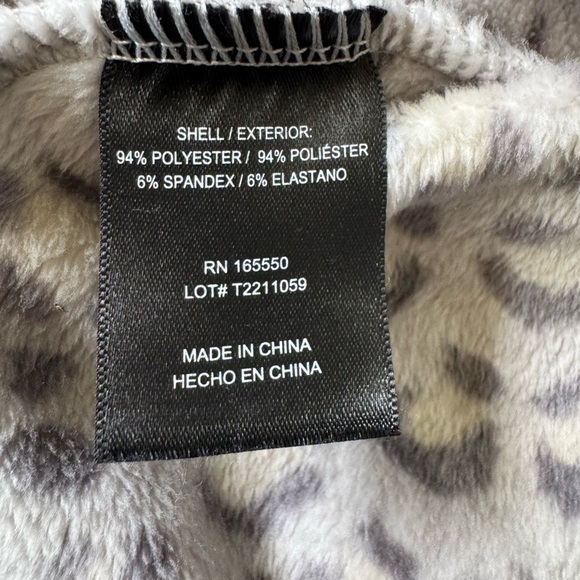 SHELL / EXTERIOR:
94% POLYESTER / 94% POLIÉSTER
6% SPANDEX / 6% ELASTANO
RN 165550
LOT# T2211059
MADE IN CHINA
HECHO EN CHINA